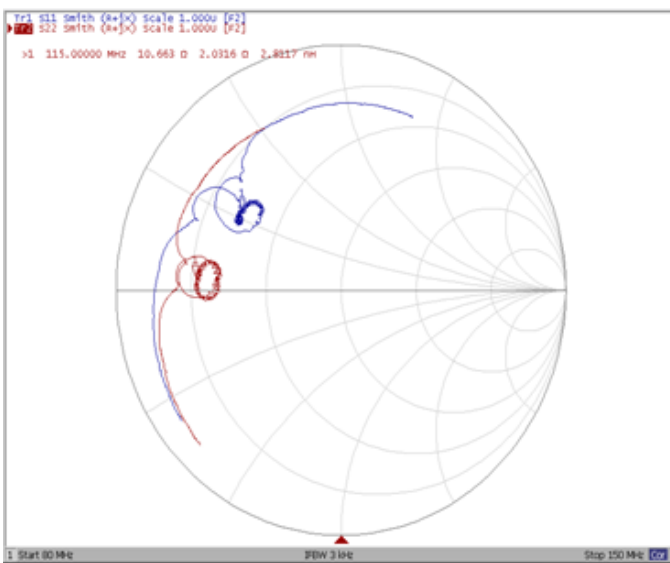 Tr1 S11 Smith (R+jX) Scale 1.000U [F2]
Tr2 S22 Smith (R+jX) Scale 1.000U [F2]
>1 115.00000 MHz 10.663 Ω 2.0316 Ω 2.8117 nH
1 Start 80 MHz IFBW 3 kHz Stop 150 MHz Cor